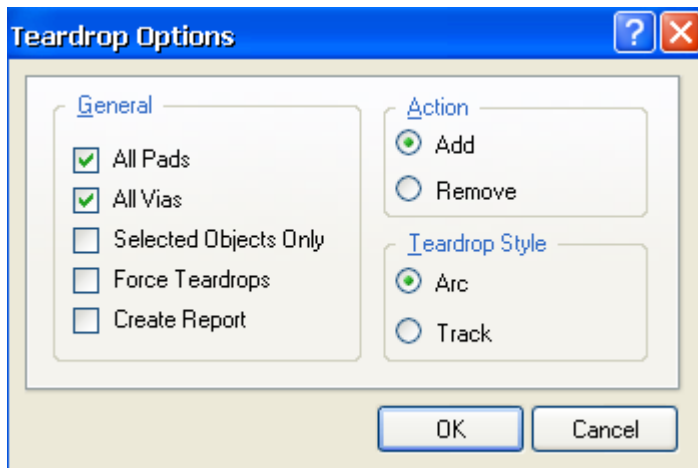 Teardrop Options
?
General
All Pads
All Vias
Selected Objects Only
Force Teardrops
Create Report
Action
Add
Remove
Teardrop Style
Arc
Track
OK
Cancel